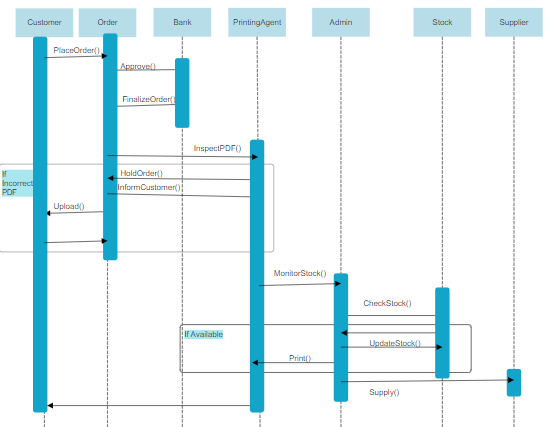 Customer
Order
Bank
PrintingAgent
Admin
Stock
Supplier
PlaceOrder()
Approve()
FinalizeOrder()
InspectPDF()
HoldOrder()
If
Incorrect
PDF
InformCustomer()
Upload()
MonitorStock()
CheckStock()
If Available
UpdateStock()
Print()
Supply()